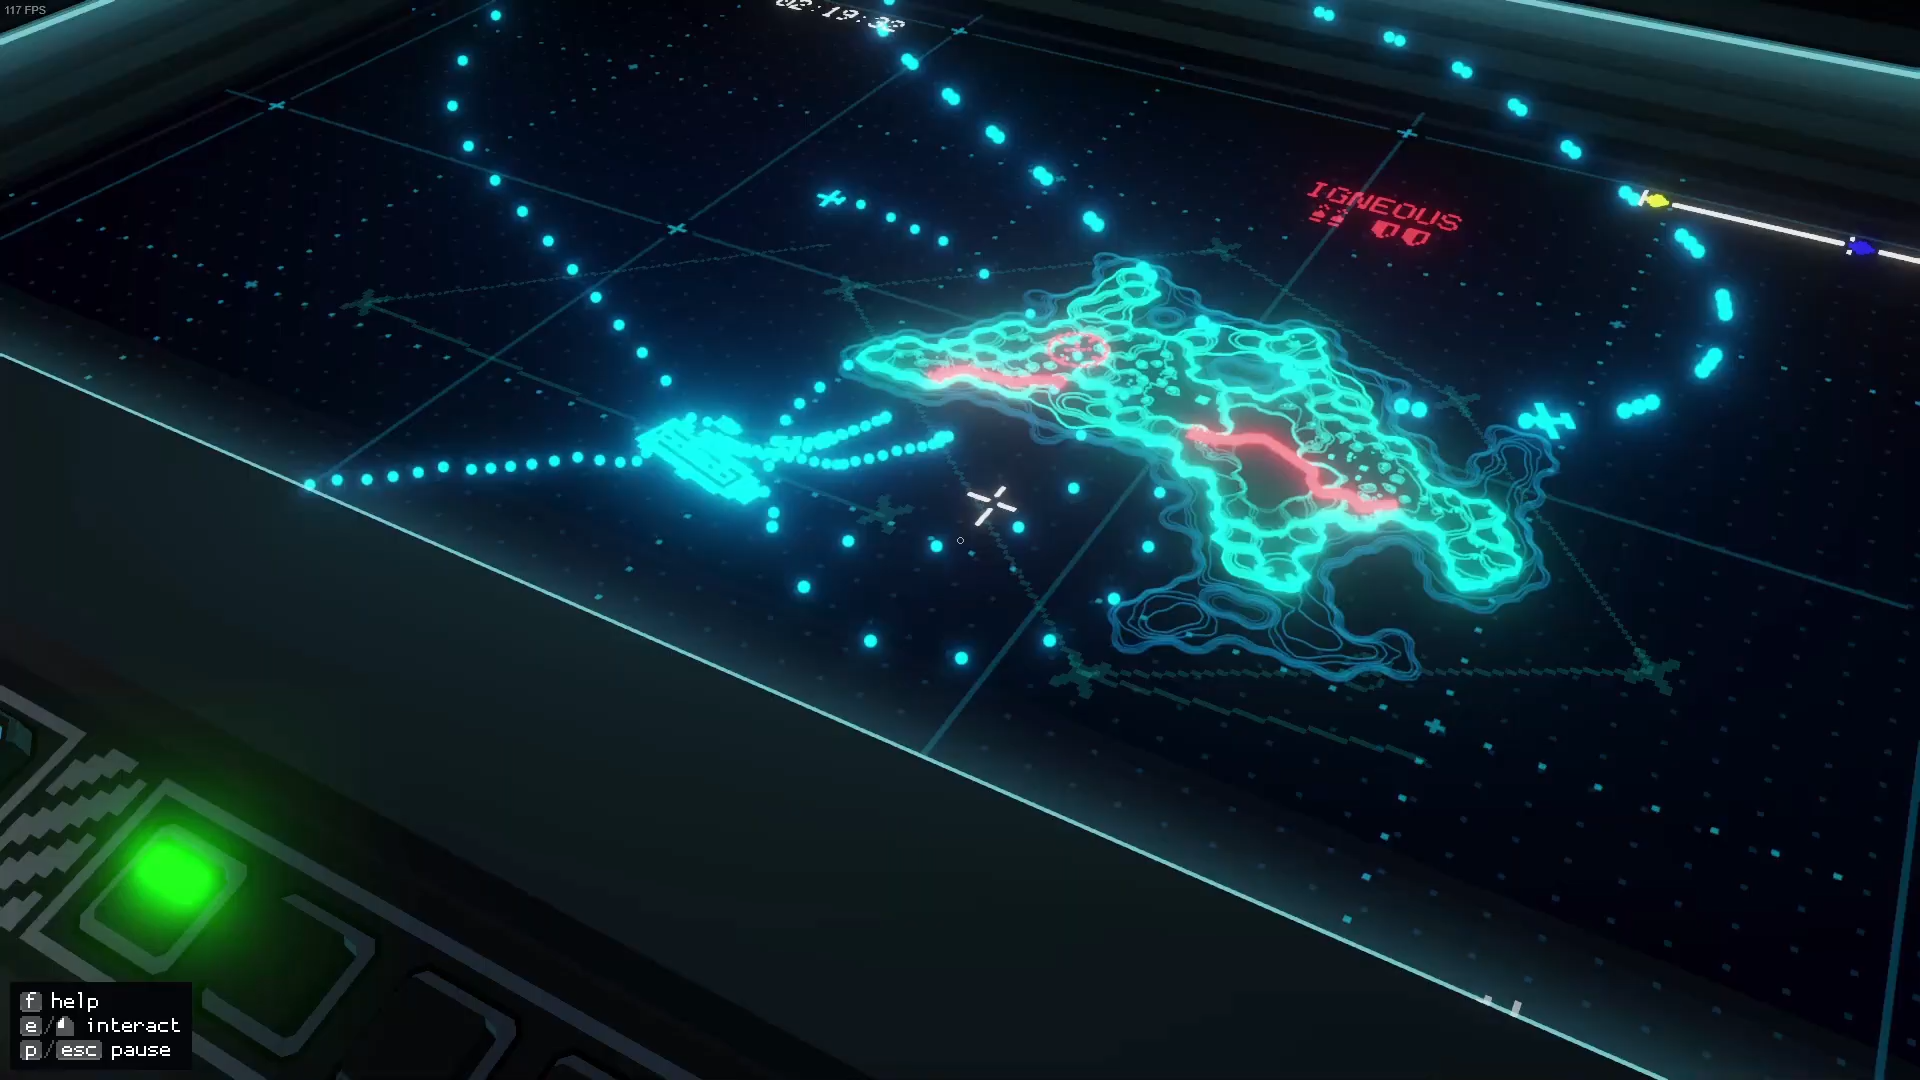 117 FPS
02:19:32
IGNEOUS
f help
e/ interact
p/esc pause